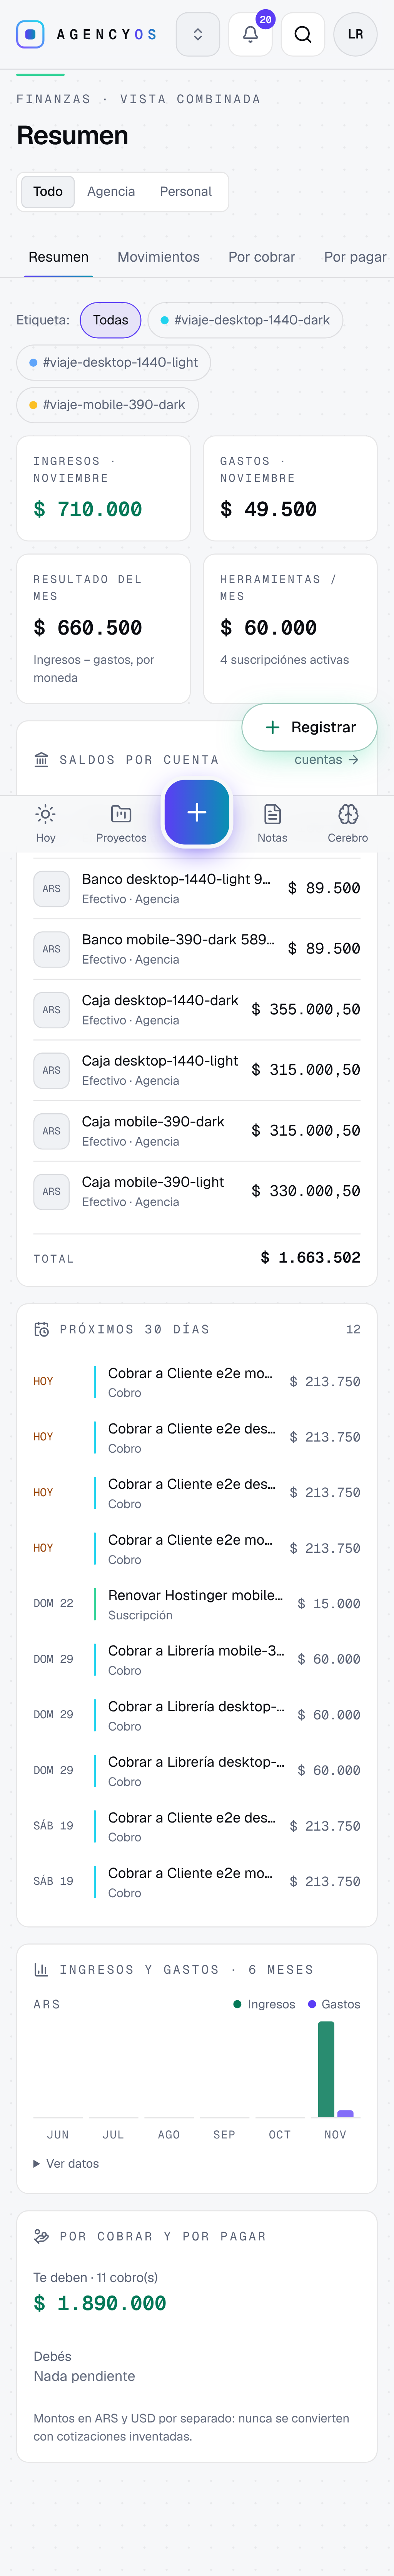 AGENCYOS
20
LR
FINANZAS · VISTA COMBINADA
Resumen
Todo Agencia Personal
Resumen Movimientos Por cobrar Por pagar
Etiqueta: Todas #viaje-desktop-1440-dark
#viaje-desktop-1440-light
#viaje-mobile-390-dark
INGRESOS ·
NOVIEMBRE
$ 710.000
GASTOS ·
NOVIEMBRE
$ 49.500
RESULTADO DEL
MES
$ 660.500
Ingresos – gastos, por
moneda
HERRAMIENTAS /
MES
$ 60.000
4 suscripciónes activas
Registrar
SALDOS POR CUENTA
cuentas →
Hoy Proyectos Notas Cerebro
ARS Banco desktop-1440-light 9… $ 89.500
Efectivo · Agencia
ARS Banco mobile-390-dark 589… $ 89.500
Efectivo · Agencia
ARS Caja desktop-1440-dark $ 355.000,50
Efectivo · Agencia
ARS Caja desktop-1440-light $ 315.000,50
Efectivo · Agencia
ARS Caja mobile-390-dark $ 315.000,50
Efectivo · Agencia
ARS Caja mobile-390-light $ 330.000,50
Efectivo · Agencia
TOTAL $ 1.663.502
PRÓXIMOS 30 DÍAS 12
HOY Cobrar a Cliente e2e mo… $ 213.750
Cobro
HOY Cobrar a Cliente e2e des… $ 213.750
Cobro
HOY Cobrar a Cliente e2e des… $ 213.750
Cobro
HOY Cobrar a Cliente e2e mo… $ 213.750
Cobro
DOM 22 Renovar Hostinger mobile… $ 15.000
Suscripción
DOM 29 Cobrar a Librería mobile-3… $ 60.000
Cobro
DOM 29 Cobrar a Librería desktop-… $ 60.000
Cobro
DOM 29 Cobrar a Librería desktop-… $ 60.000
Cobro
SÁB 19 Cobrar a Cliente e2e des… $ 213.750
Cobro
SÁB 19 Cobrar a Cliente e2e mo… $ 213.750
Cobro
INGRESOS Y GASTOS · 6 MESES
ARS Ingresos Gastos
JUN JUL AGO SEP OCT NOV
Ver datos
POR COBRAR Y POR PAGAR
Te deben · 11 cobro(s)
$ 1.890.000
Debés
Nada pendiente
Montos en ARS y USD por separado: nunca se convierten
con cotizaciones inventadas.